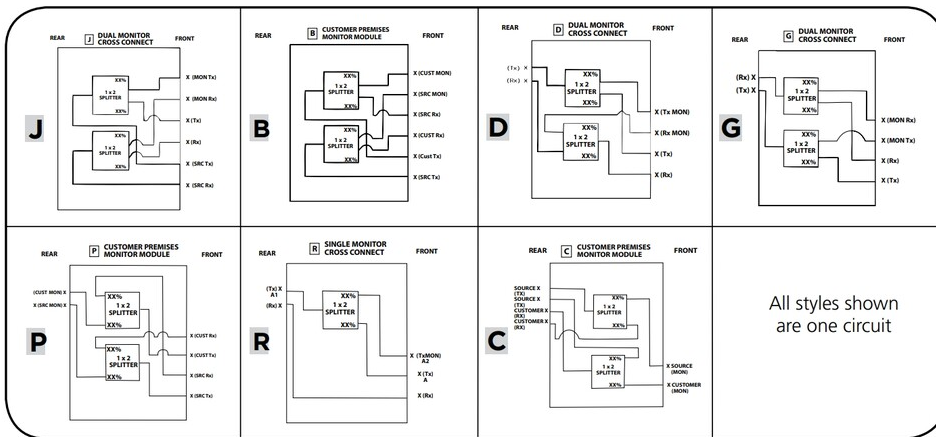 REAR
J DUAL MONITOR
CROSS CONNECT
FRONT
XX%
1 x 2
SPLITTER
1 x 2
SPLITTER
XX%
X (MON Tx)
X (MON Rx)
X (Tx)
X (Rx)
X (SRC Tx)
X (SRC Rx)
J
REAR
B CUSTOMER PREMISES
MONITOR MODULE
FRONT
XX%
1 x 2
SPLITTER
XX%
XX%
1 x 2
SPLITTER
XX%
X (CUST MON)
X (SRC MON)
X (SRC Rx)
X (CUST Rx)
X (Cust Tx)
X (SRC Tx)
B
REAR
D DUAL MONITOR
CROSS CONNECT
FRONT
(Tx) X
(Rx) X
XX%
1 x 2
SPLITTER
XX%
XX%
1 x 2
SPLITTER
XX%
X (Tx MON)
X (Rx MON)
X (Tx)
X (Rx)
D
REAR
G DUAL MONITOR
CROSS CONNECT
FRONT
(Rx) X
(Tx) X
XX%
1 x 2
SPLITTER
XX%
XX%
1 x 2
SPLITTER
XX%
X (MON Rx)
X (MON Tx)
X (Rx)
X (Tx)
G
REAR
P CUSTOMER PREMISES
MONITOR MODULE
FRONT
(CUST MON) X
X (SRC MON) X
XX%
1 x 2
SPLITTER
XX%
XX%
1 x 2
SPLITTER
XX%
X (CUST Rx)
X (CUST Tx)
X (SRC Rx)
X (SRC Tx)
P
REAR
R SINGLE MONITOR
CROSS CONNECT
FRONT
(Tx) X
A1
(Rx) X
XX%
1 x 2
SPLITTER
XX%
X (TxMON)
A2
X (Tx)
A
X (Rx)
R
REAR
C CUSTOMER PREMISES
MONITOR MODULE
FRONT
SOURCE X
(TX)
SOURCE X
(TX)
CUSTOMER X
(RX)
CUSTOMER X
(RX)
XX%
1 x 2
SPLITTER
XX%
XX%
1 x 2
SPLITTER
XX%
X SOURCE
(MON)
X CUSTOMER
(MON)
C
All styles shown
are one circuit